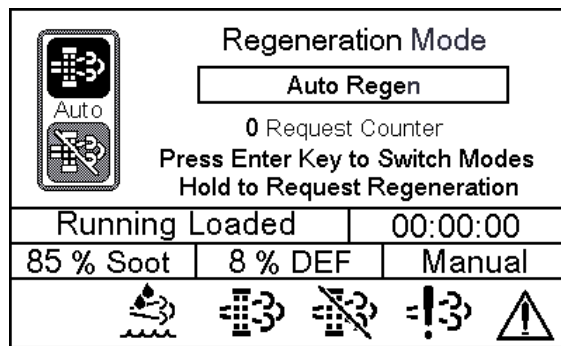 Regeneration Mode
Auto Regen
Auto
0 Request Counter
Press Enter Key to Switch Modes
Hold to Request Regeneration
Running Loaded 00:00:00
85 % Soot 8 % DEF Manual